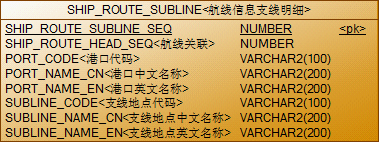 SHIP_ROUTE_SUBLINE<航线信息支线明细>
SHIP_ROUTE_SUBLINE_SEQ NUMBER <pk>
SHIP_ROUTE_HEAD_SEQ<航线关联> NUMBER
PORT_CODE<港口代码> VARCHAR2(100)
PORT_NAME_CN<港口中文名称> VARCHAR2(200)
PORT_NAME_EN<港口英文名称> VARCHAR2(200)
SUBLINE_CODE<支线地点代码> VARCHAR2(100)
SUBLINE_NAME_CN<支线地点中文名称> VARCHAR2(200)
SUBLINE_NAME_EN<支线地点英文名称> VARCHAR2(200)